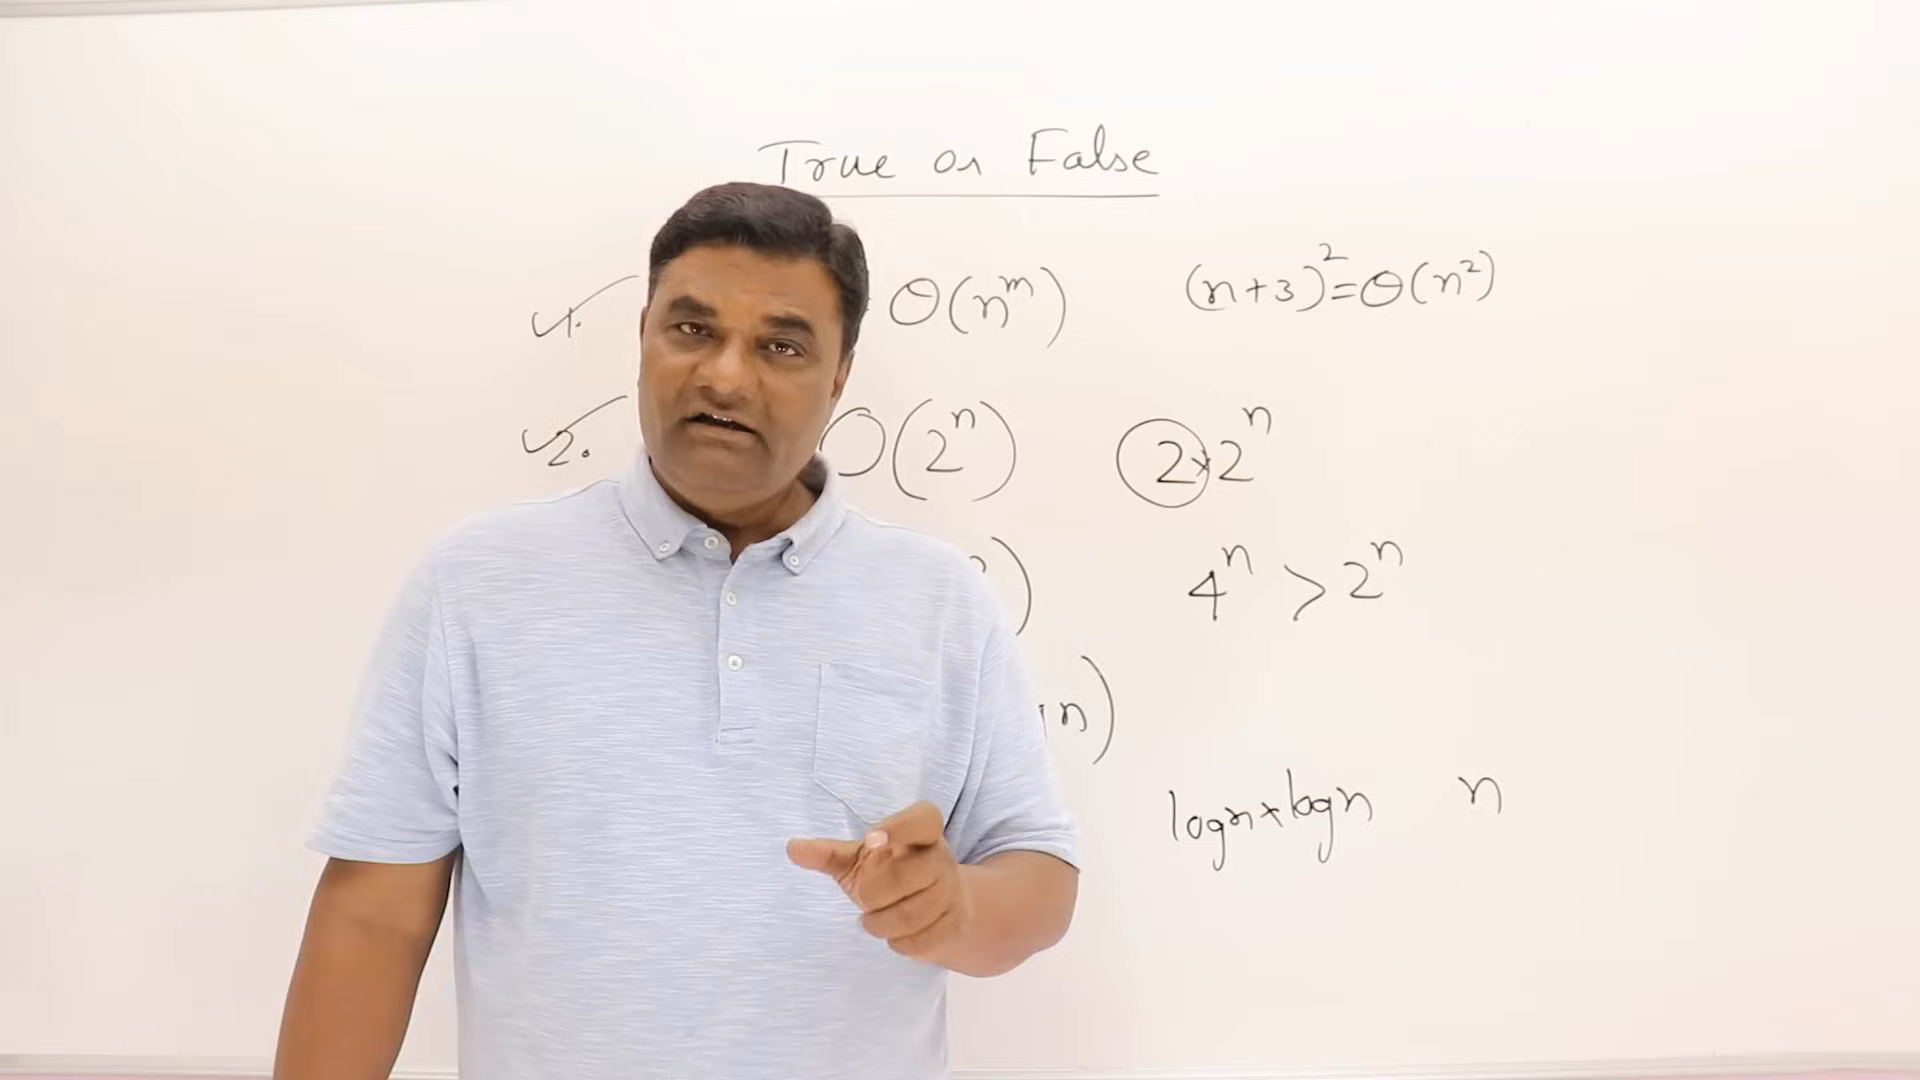 True or False
1. Θ(n^m) (n+3)^2=Θ(n^2)
2. O(2^n) 2×2^n
) 4^n > 2^n
n)
logn×logn n